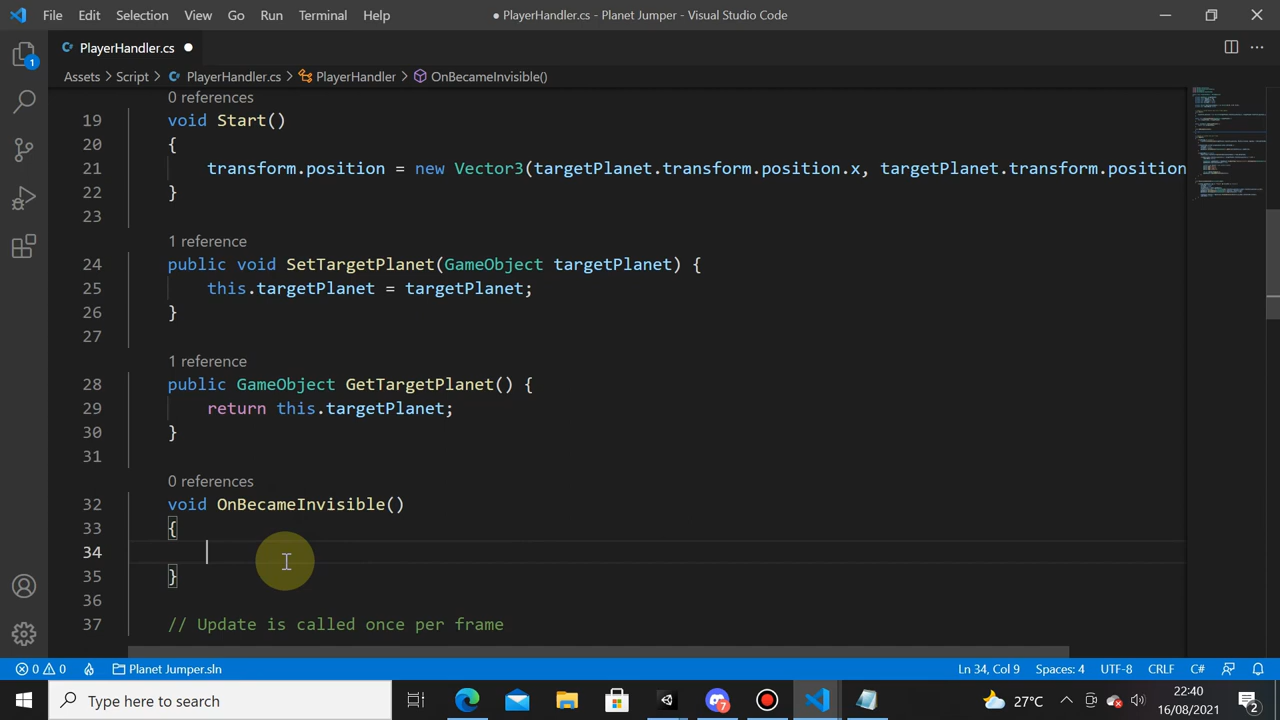 File Edit Selection View Go Run Terminal Help
● PlayerHandler.cs - Planet Jumper - Visual Studio Code
PlayerHandler.cs ●
Assets > Script > PlayerHandler.cs > PlayerHandler > OnBecameInvisible()
1
0 references
19 void Start()
20 {
21 transform.position = new Vector (targetPlanet.transform.position.x, targetPlanet.transform.position
22 }
23
1 reference
24 public void SetTargetPlanet(GameObject targetPlanet) {
25 this.targetPlanet = targetPlanet;
26 }
27
1 reference
28 public GameObject GetTargetPlanet() {
29 return this.targetPlanet;
30 }
31
0 references
32 void OnBecameInvisible()
33 {
34
35 }
36
37 // Update is called once per frame
0 0 Planet Jumper.sln
Ln 34, Col 9 Spaces: 4 UTF-8 CRLF C#
Type here to search
7
27°C
22:40
16/08/2021
2